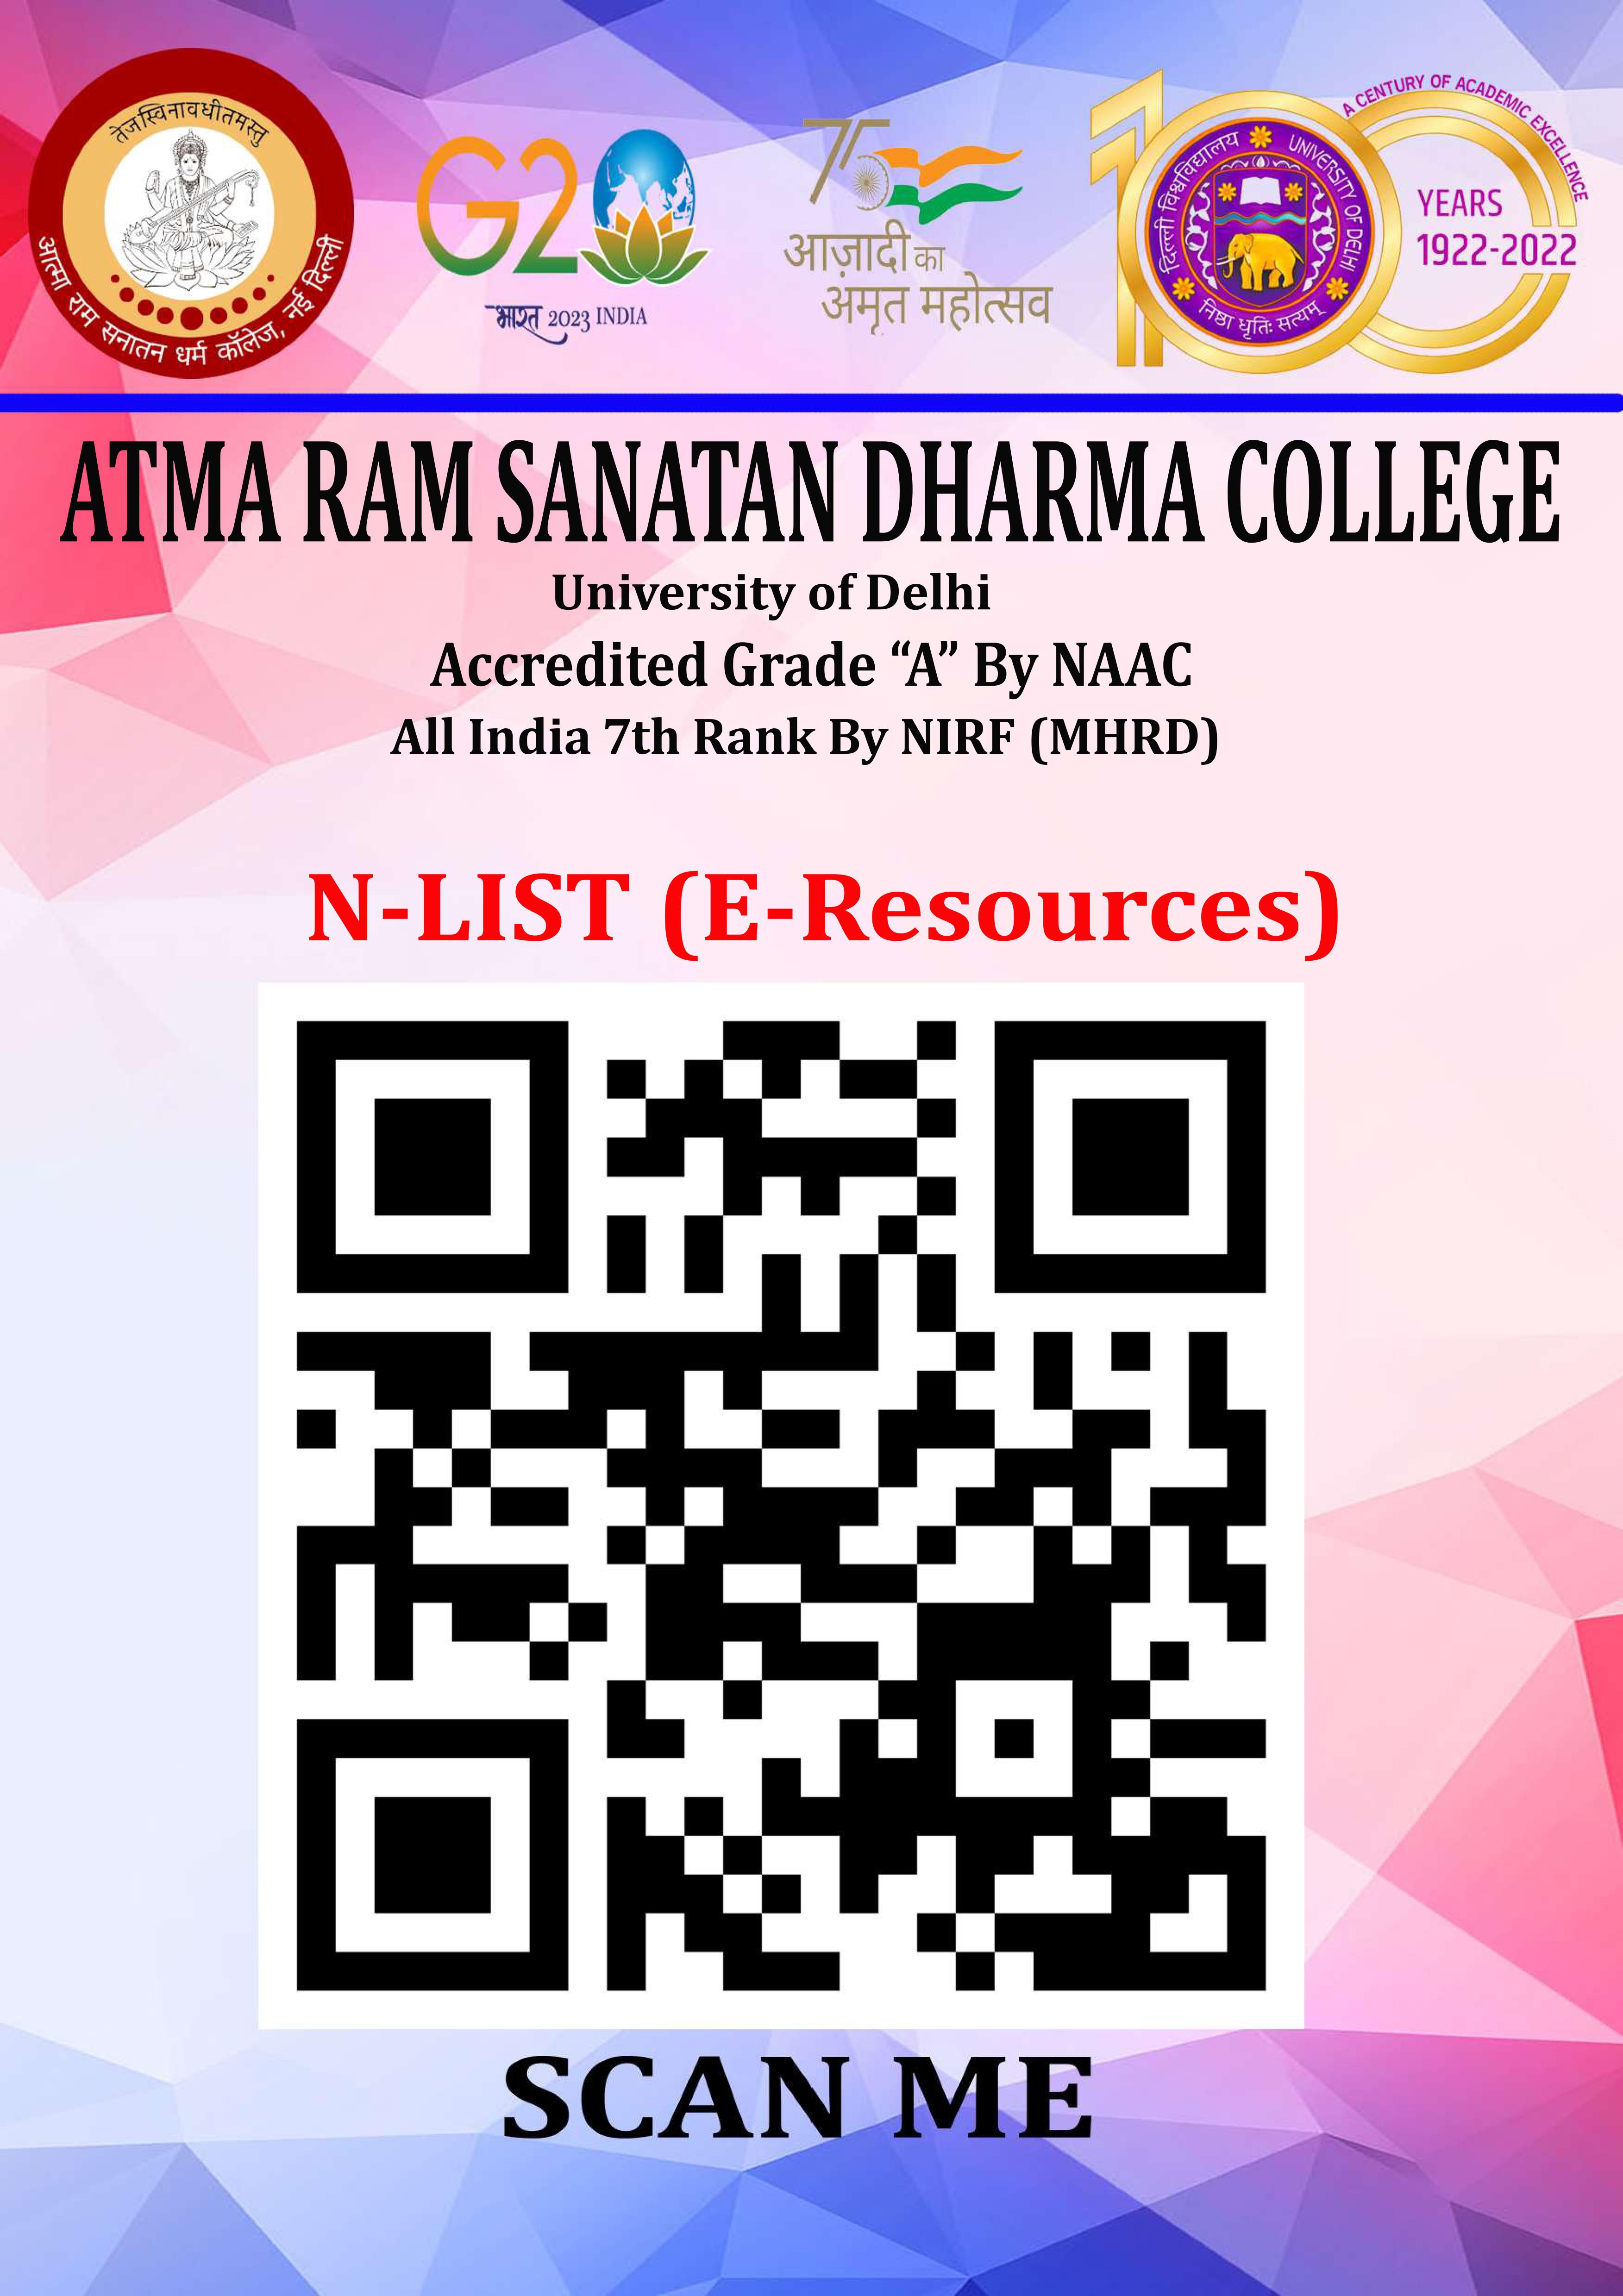 तेजस्विनावधीतमस्तु
आत्मा राम सनातन धर्म कॉलेज, नई दिल्ली
G20
भारत 2023 INDIA
75
आज़ादी का
अमृत महोत्सव
100
A CENTURY OF ACADEMIC EXCELLENCE
दिल्ली विश्वविद्यालय
UNIVERSITY OF DELHI
निष्ठा धृतिः सत्यम्
YEARS
1922-2022
ATMA RAM SANATAN DHARMA COLLEGE
University of Delhi
Accredited Grade “A” By NAAC
All India 7th Rank By NIRF (MHRD)
N-LIST (E-Resources)
SCAN ME